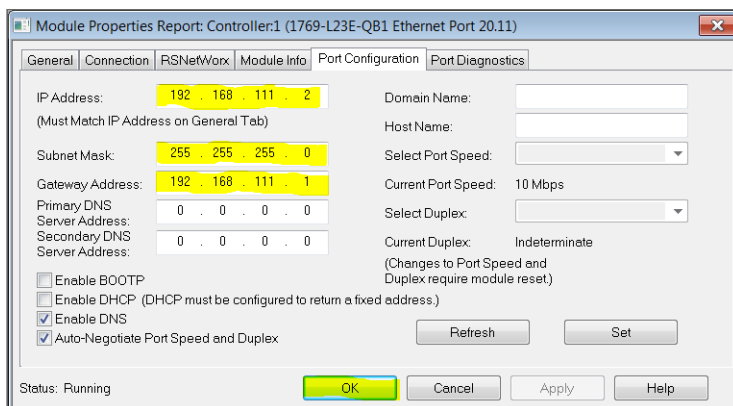 Module Properties Report: Controller:1 (1769-L23E-QB1 Ethernet Port 20.11)
General Connection RSNetWorx Module Info Port Configuration Port Diagnostics
IP Address: 192 . 168 . 111 . 2
(Must Match IP Address on General Tab)
Subnet Mask: 255 . 255 . 255 . 0
Gateway Address: 192 . 168 . 111 . 1
Primary DNS
Server Address: 0 . 0 . 0 . 0
Secondary DNS
Server Address: 0 . 0 . 0 . 0
Enable BOOTP
Enable DHCP (DHCP must be configured to return a fixed address.)
Enable DNS
Auto-Negotiate Port Speed and Duplex
Domain Name:
Host Name:
Select Port Speed:
Current Port Speed: 10 Mbps
Select Duplex:
Current Duplex: Indeterminate
(Changes to Port Speed and
Duplex require module reset.)
Refresh Set
Status: Running OK Cancel Apply Help